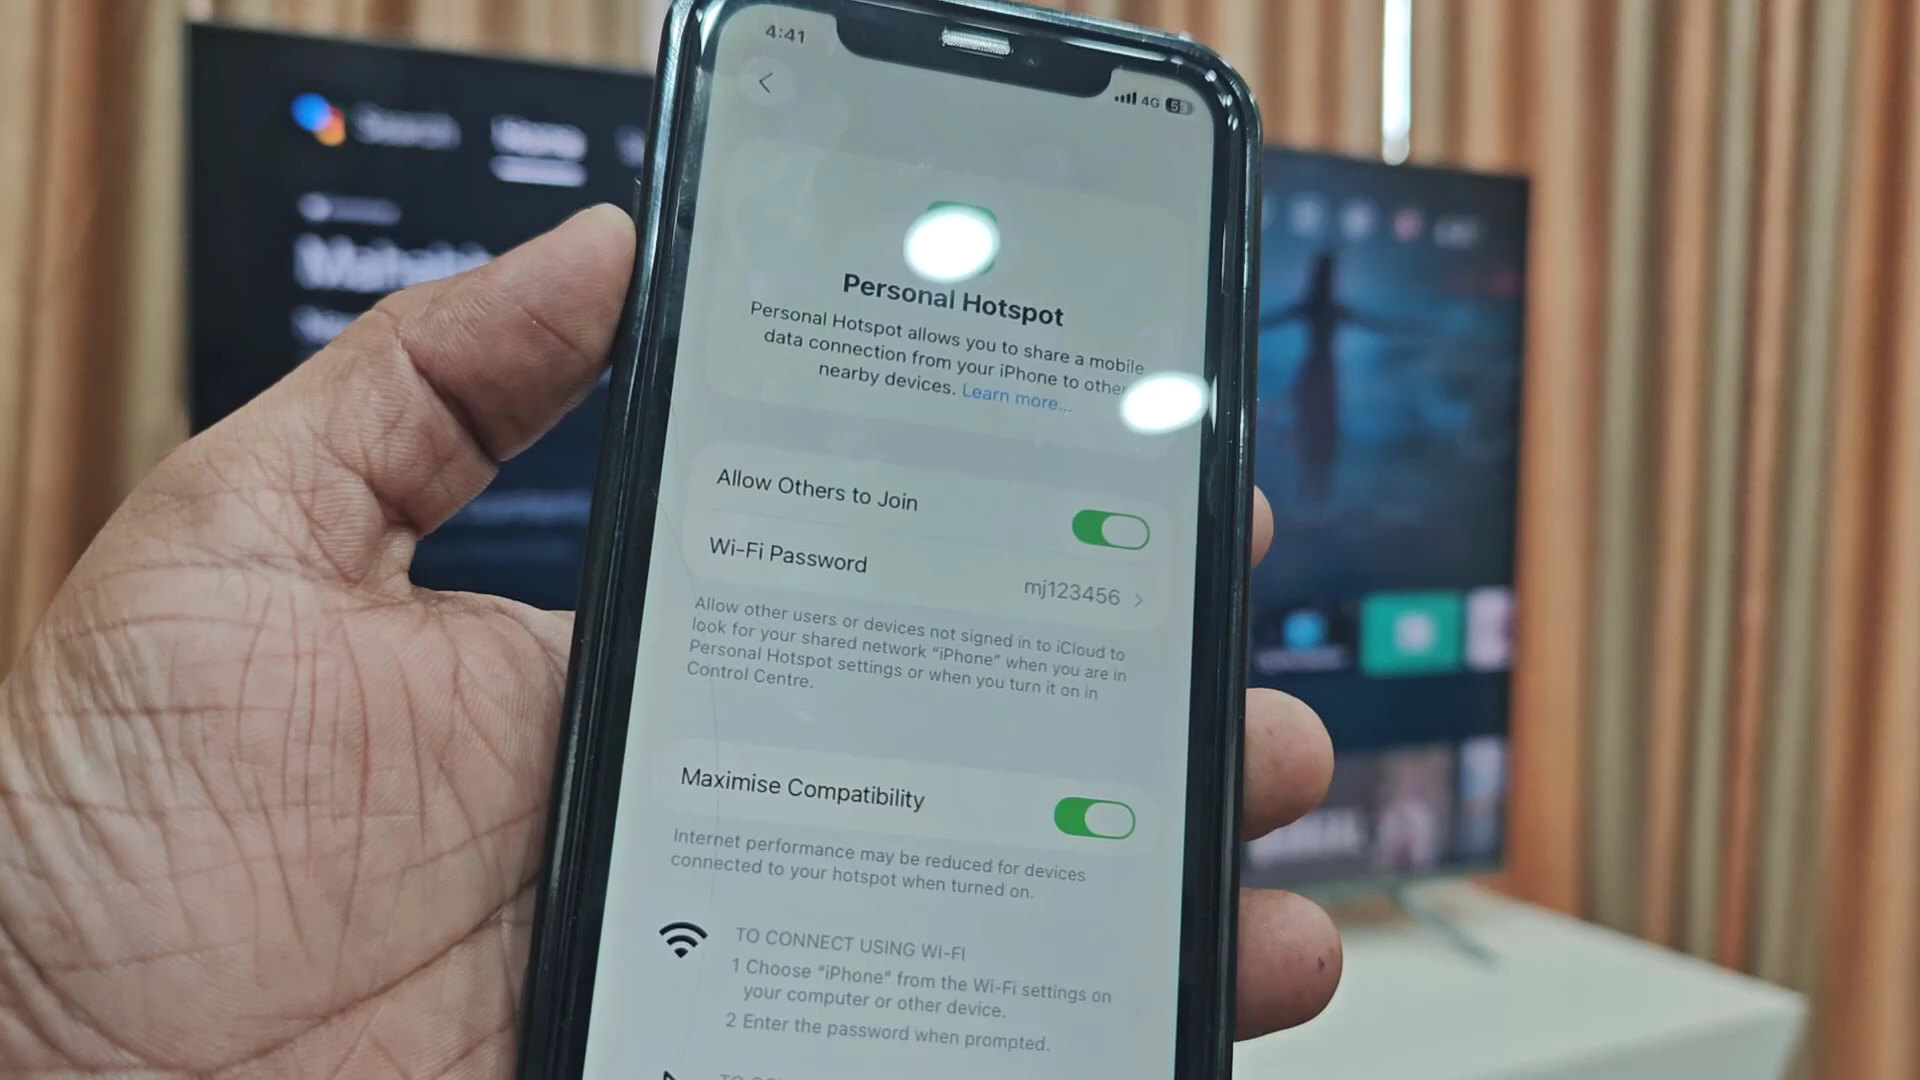 4:41
4G 53
Search Home
Personal Hotspot
Personal Hotspot allows you to share a mobile
data connection from your iPhone to other
nearby devices. Learn more...
Allow Others to Join
Wi-Fi Password
mj123456
Allow other users or devices not signed in to iCloud to
look for your shared network “iPhone” when you are in
Personal Hotspot settings or when you turn it on in
Control Centre.
Maximise Compatibility
Internet performance may be reduced for devices
connected to your hotspot when turned on.
TO CONNECT USING WI-FI
1 Choose “iPhone” from the Wi-Fi settings on
your computer or other device.
2 Enter the password when prompted.